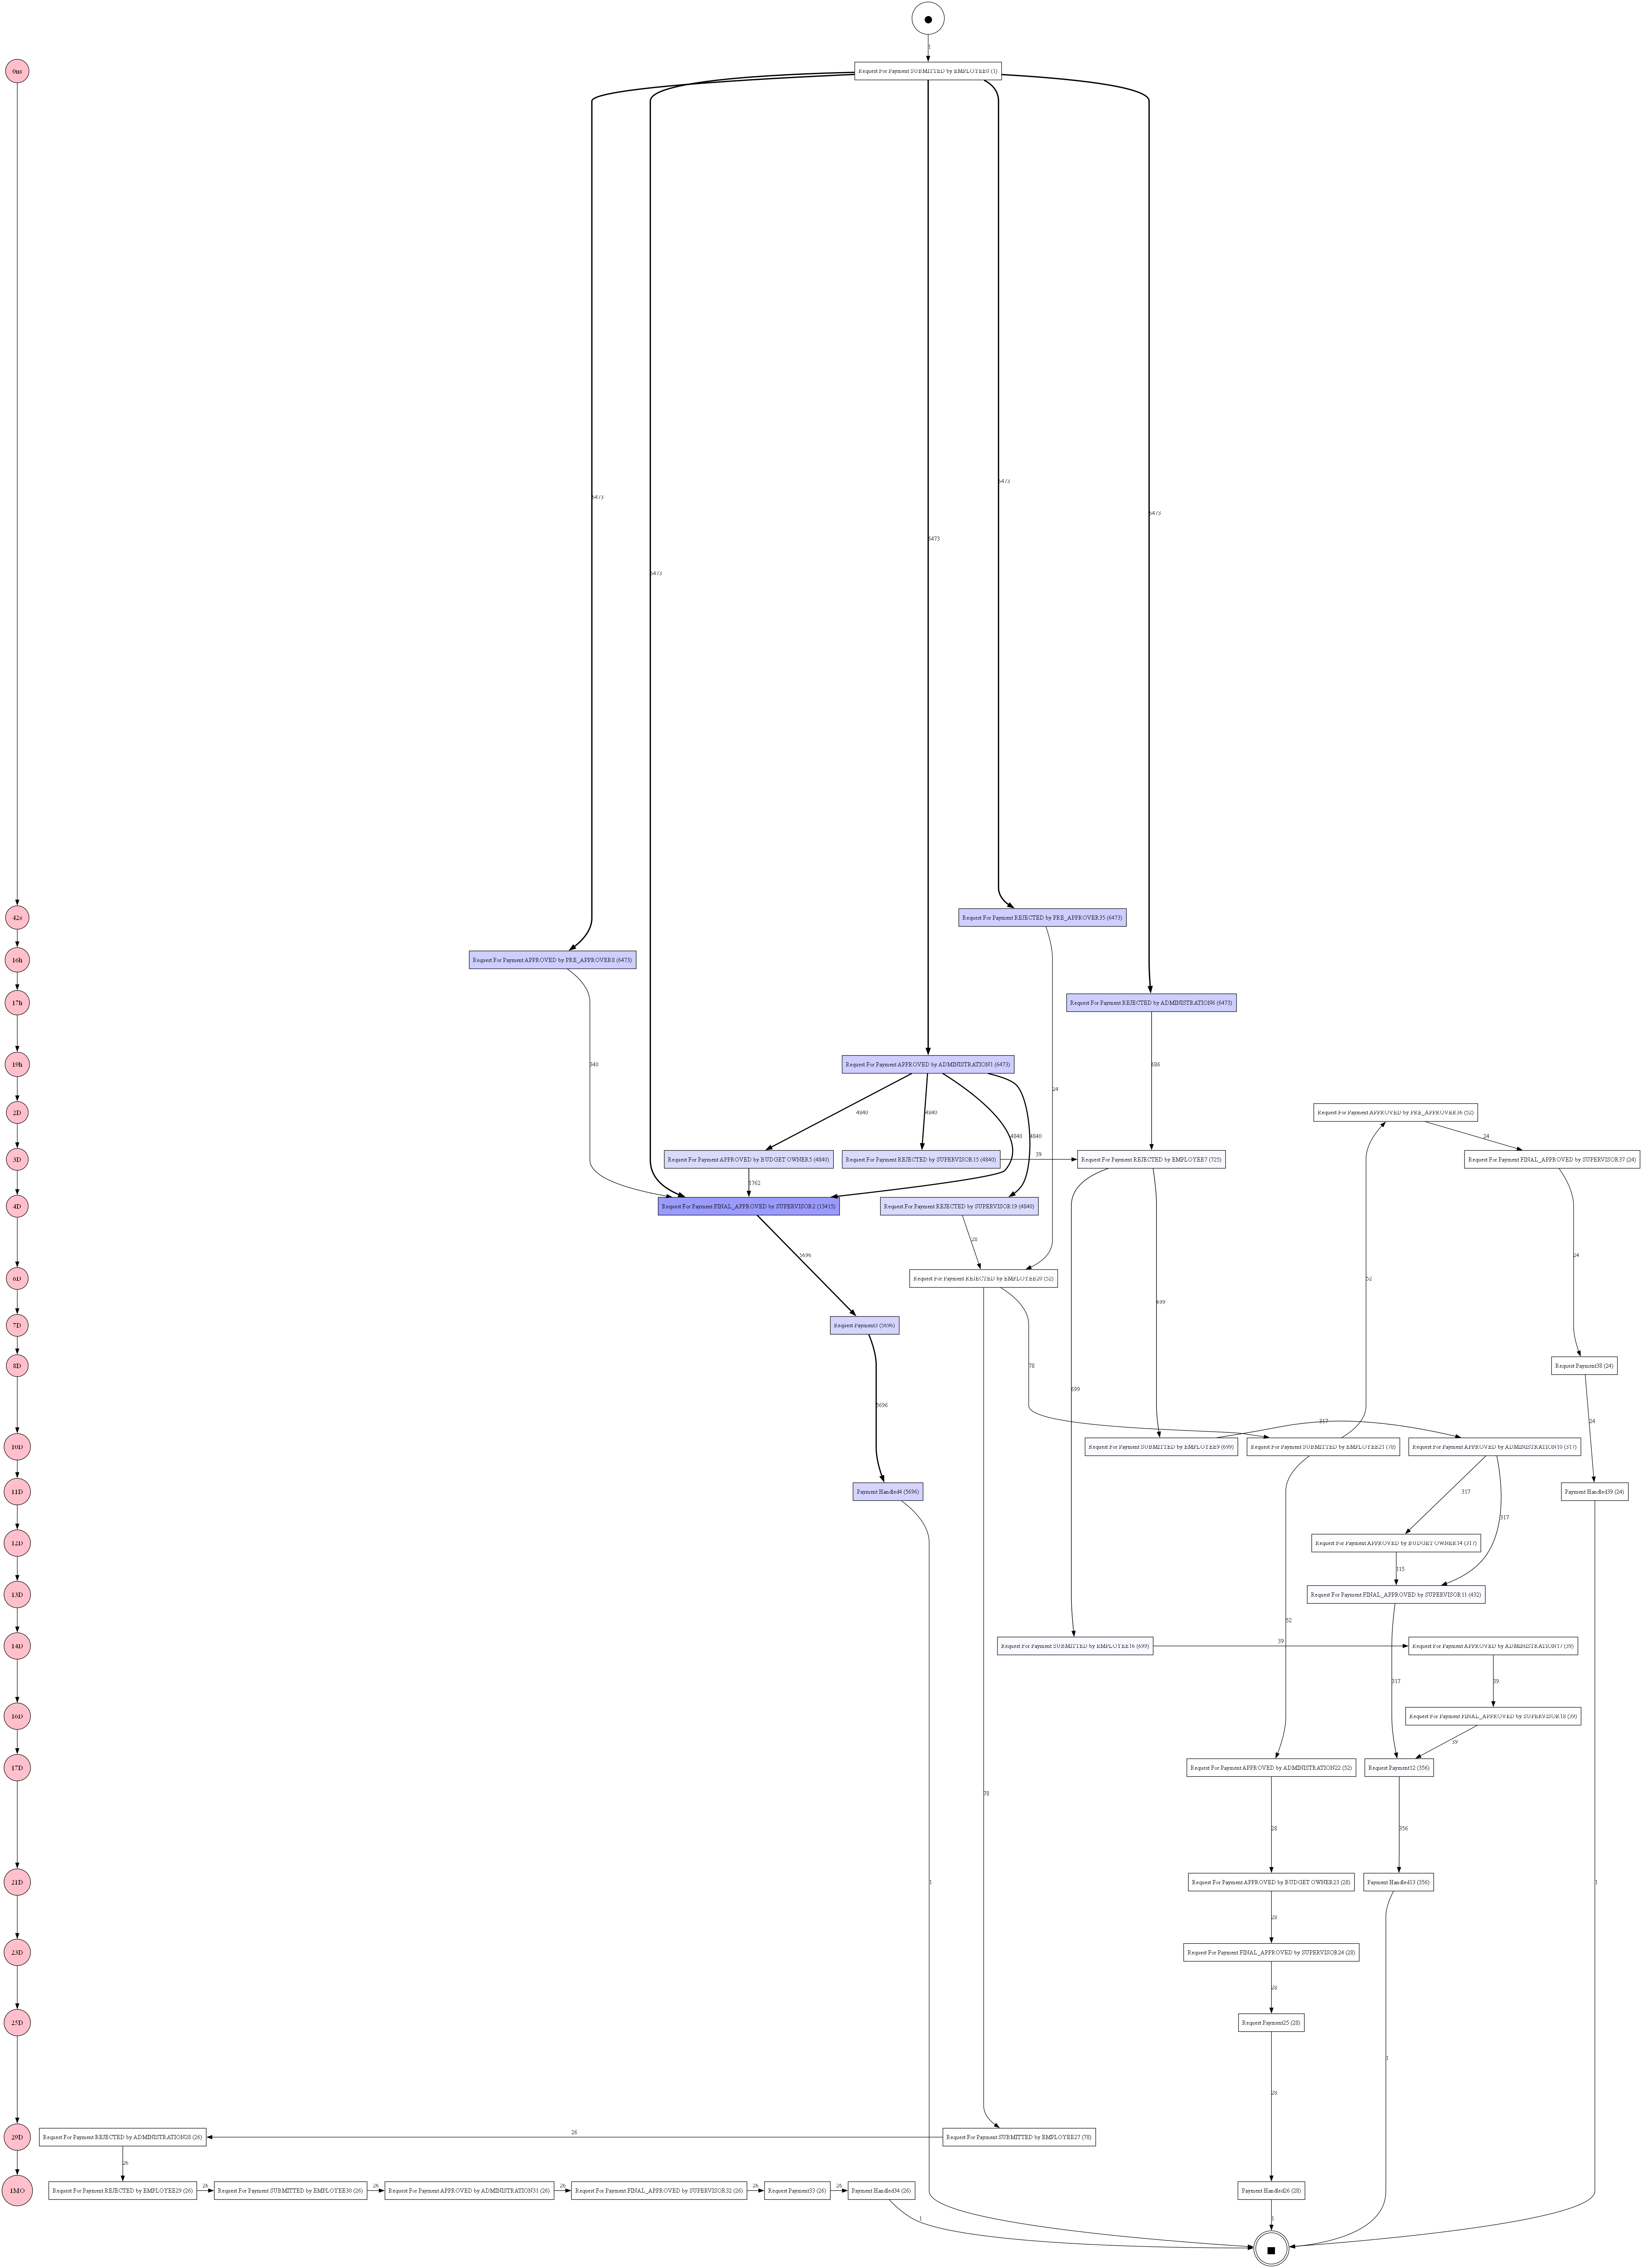 1
0ns
Request For Payment SUBMITTED by EMPLOYEE0 (1)
6473
6473
6473
6473
6473
42s
Request For Payment REJECTED by PRE_APPROVER35 (6473)
16h
Request For Payment APPROVED by PRE_APPROVER8 (6473)
17h
Request For Payment REJECTED by ADMINISTRATION6 (6473)
19h
340
Request For Payment APPROVED by ADMINISTRATION1 (6473)
686
24
2D
4840
4840
Request For Payment APPROVED by PRE_APPROVER36 (52)
4840
4840
24
3D
Request For Payment APPROVED by BUDGET OWNER5 (4840)
Request For Payment REJECTED by SUPERVISOR15 (4840)
39
Request For Payment REJECTED by EMPLOYEE7 (725)
Request For Payment FINAL_APPROVED by SUPERVISOR37 (24)
1762
4D
Request For Payment FINAL_APPROVED by SUPERVISOR2 (13415)
Request For Payment REJECTED by SUPERVISOR19 (4840)
5696
28
24
6D
Request For Payment REJECTED by EMPLOYEE20 (52)
52
699
7D
Request Payment3 (5696)
8D
78
Request Payment38 (24)
699
5696
317
24
10D
Request For Payment SUBMITTED by EMPLOYEE9 (699)
Request For Payment SUBMITTED by EMPLOYEE21 (78)
Request For Payment APPROVED by ADMINISTRATION10 (317)
11D
Payment Handled4 (5696)
317
Payment Handled39 (24)
317
12D
Request For Payment APPROVED by BUDGET OWNER14 (317)
115
13D
Request For Payment FINAL_APPROVED by SUPERVISOR11 (432)
52
14D
Request For Payment SUBMITTED by EMPLOYEE16 (699)
39
Request For Payment APPROVED by ADMINISTRATION17 (39)
317
39
16D
Request For Payment FINAL_APPROVED by SUPERVISOR18 (39)
39
17D
Request For Payment APPROVED by ADMINISTRATION22 (52)
Request Payment12 (356)
78
28
356
21D
1
Request For Payment APPROVED by BUDGET OWNER23 (28)
Payment Handled13 (356)
1
28
23D
Request For Payment FINAL_APPROVED by SUPERVISOR24 (28)
28
25D
Request Payment25 (28)
1
28
29D
Request For Payment REJECTED by ADMINISTRATION28 (26)
26
Request For Payment SUBMITTED by EMPLOYEE27 (78)
26
1MO
Request For Payment REJECTED by EMPLOYEE29 (26)
26
Request For Payment SUBMITTED by EMPLOYEE30 (26)
26
Request For Payment APPROVED by ADMINISTRATION31 (26)
26
Request For Payment FINAL_APPROVED by SUPERVISOR32 (26)
26
Request Payment33 (26)
26
Payment Handled34 (26)
Payment Handled26 (28)
1
1